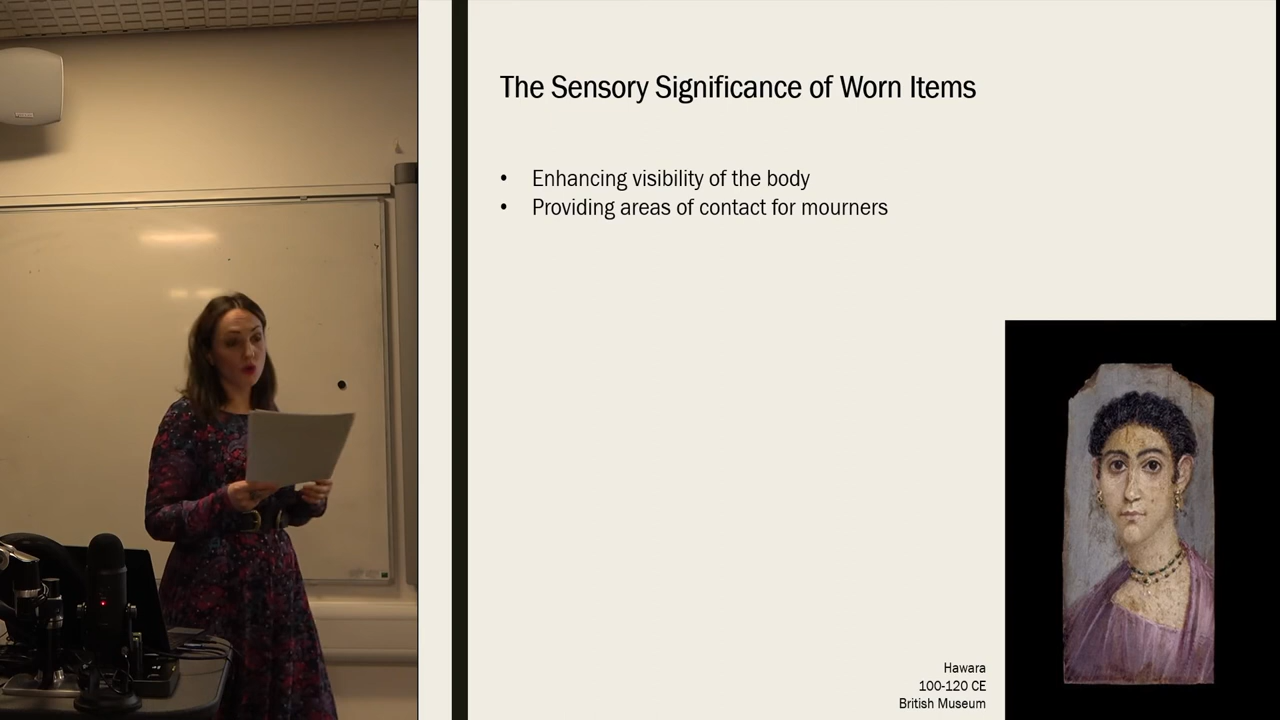 The Sensory Significance of Worn Items
• Enhancing visibility of the body
• Providing areas of contact for mourners
Hawara
100-120 CE
British Museum